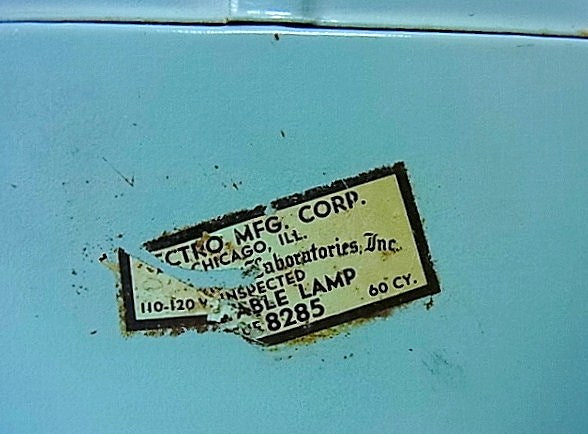 ECTRO MFG. CORP.
CHICAGO, ILL.
Laboratories, Inc.
INSPECTED
ABLE LAMP
110-120 V 60 CY.
8285